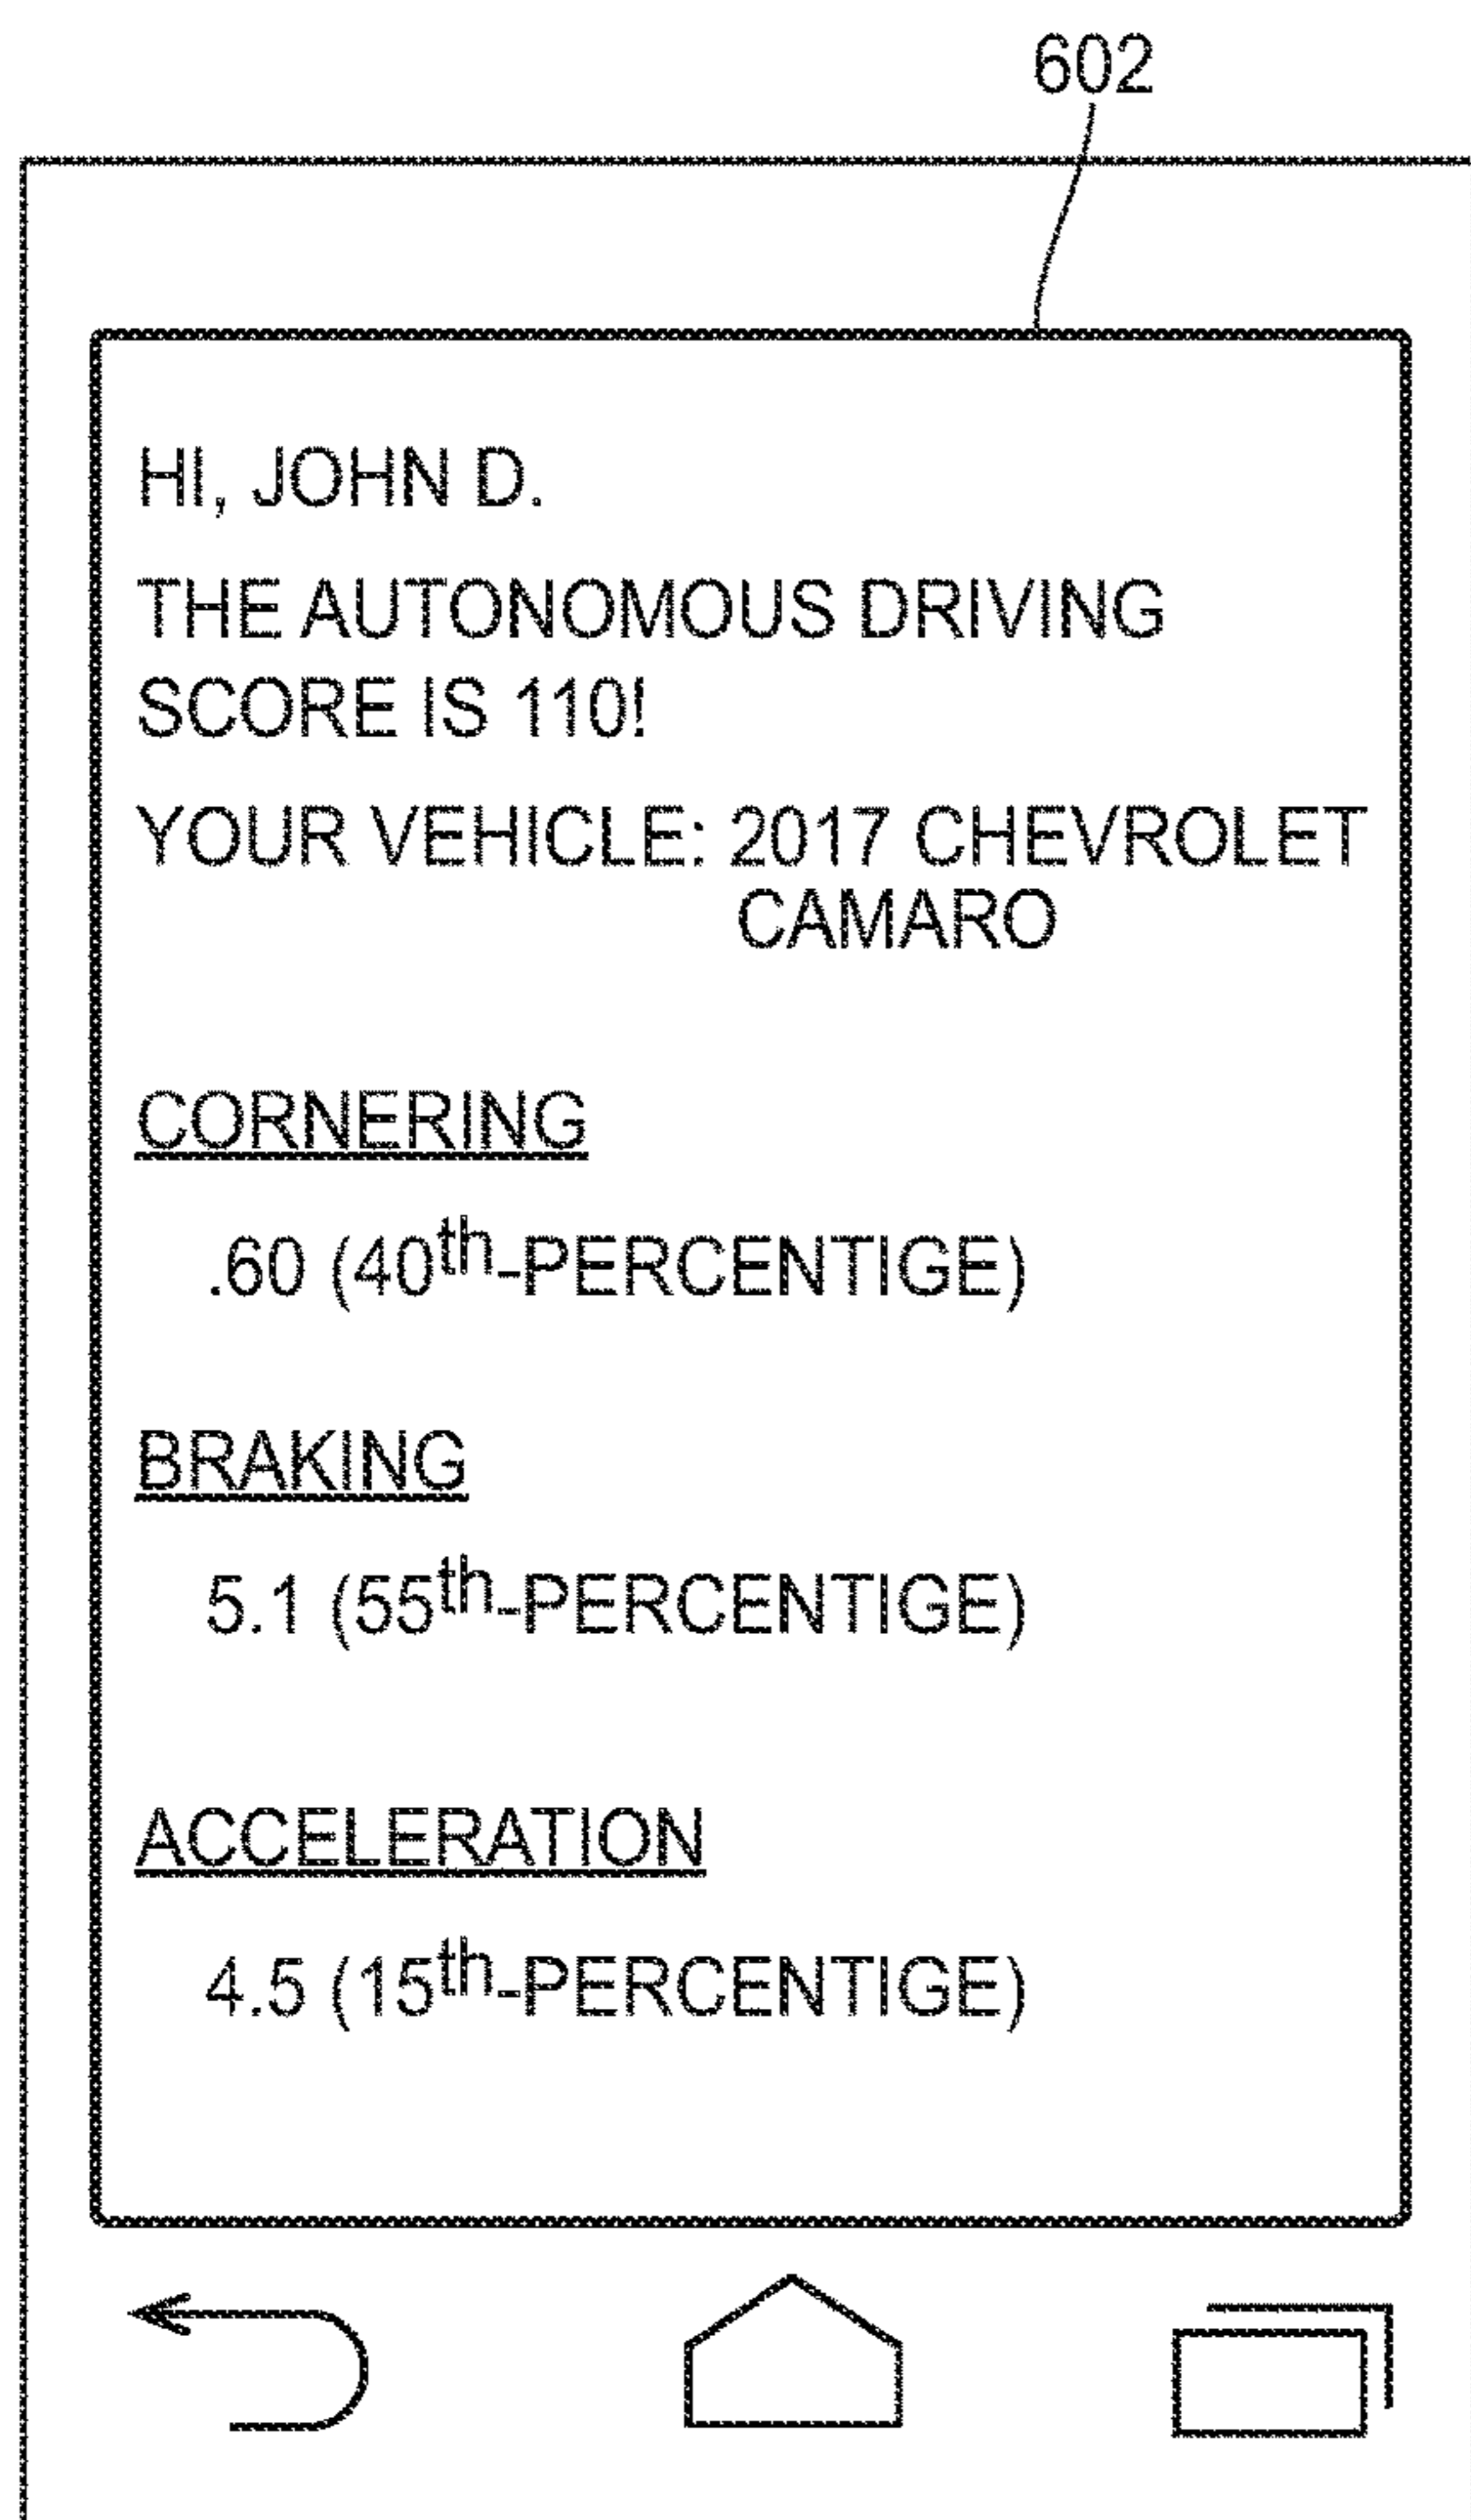 602
HI, JOHN D.
THE AUTONOMOUS DRIVING
SCORE IS 110!
YOUR VEHICLE: 2017 CHEVROLET
CAMARO
CORNERING
.60 (40th-PERCENTIGE)
BRAKING
5.1 (55th-PERCENTIGE)
ACCELERATION
4.5 (15th-PERCENTIGE)